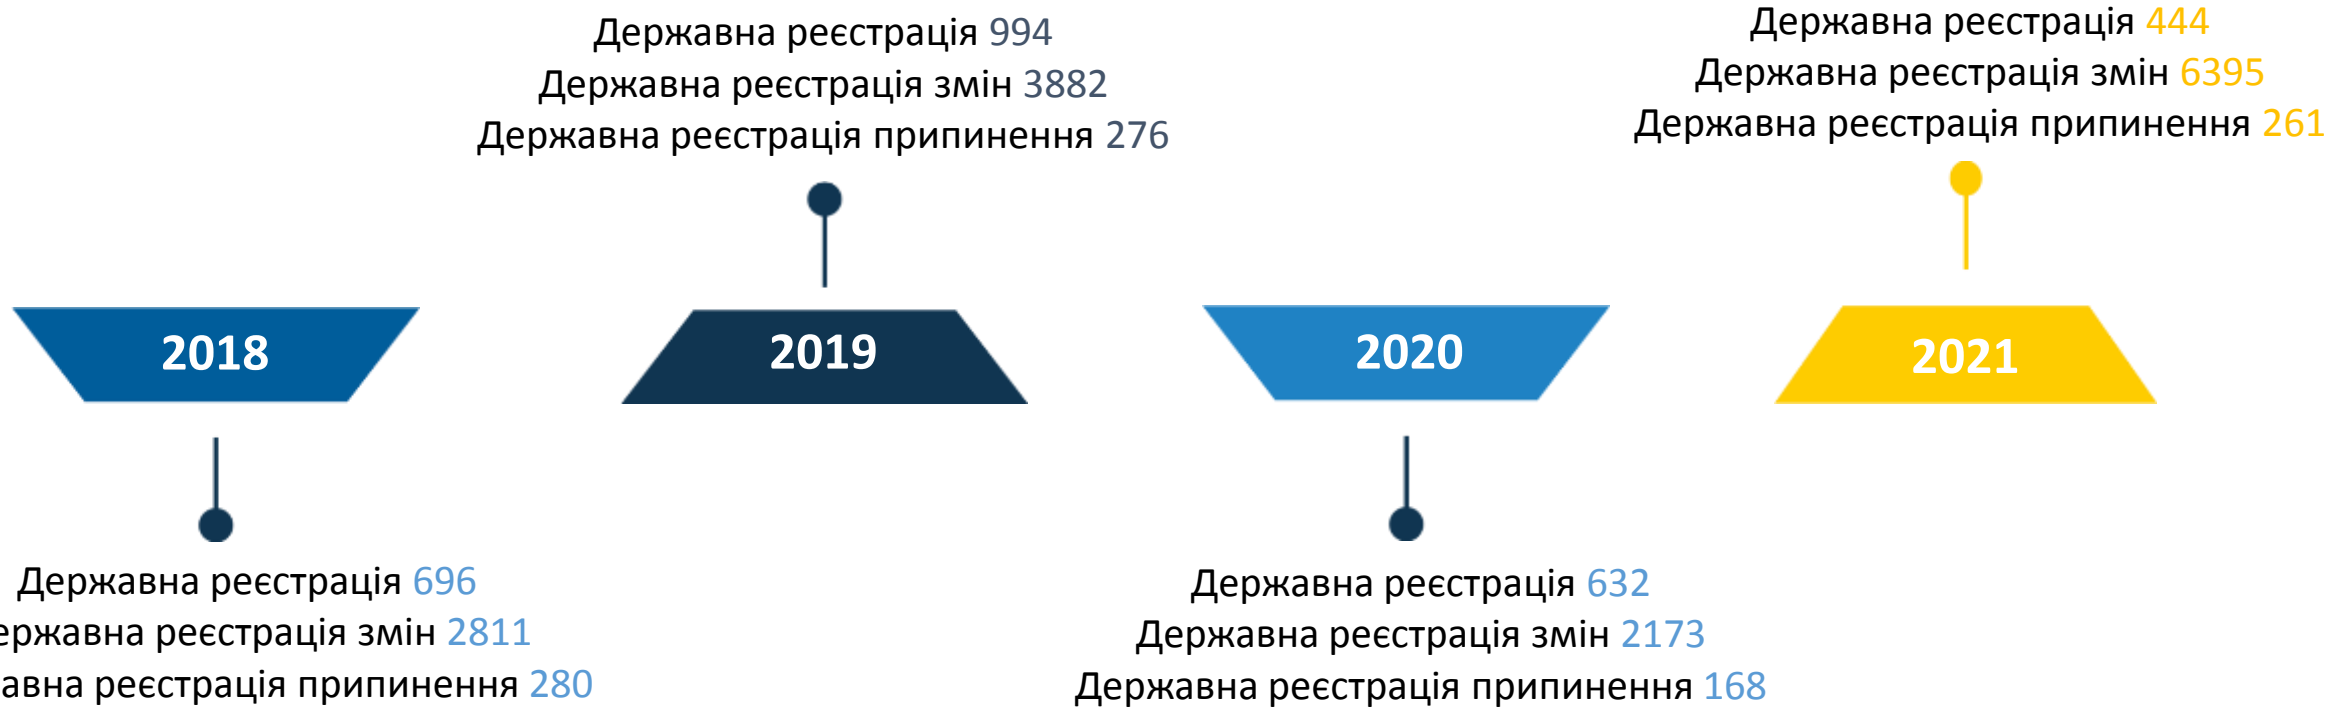 Державна реєстрація 994
Державна реєстрація змін 3882
Державна реєстрація припинення 276
Державна реєстрація 444
Державна реєстрація змін 6395
Державна реєстрація припинення 261
2018
2019
2020
2021
Державна реєстрація 696
ержавна реєстрація змін 2811
авна реєстрація припинення 280
Державна реєстрація 632
Державна реєстрація змін 2173
Державна реєстрація припинення 168